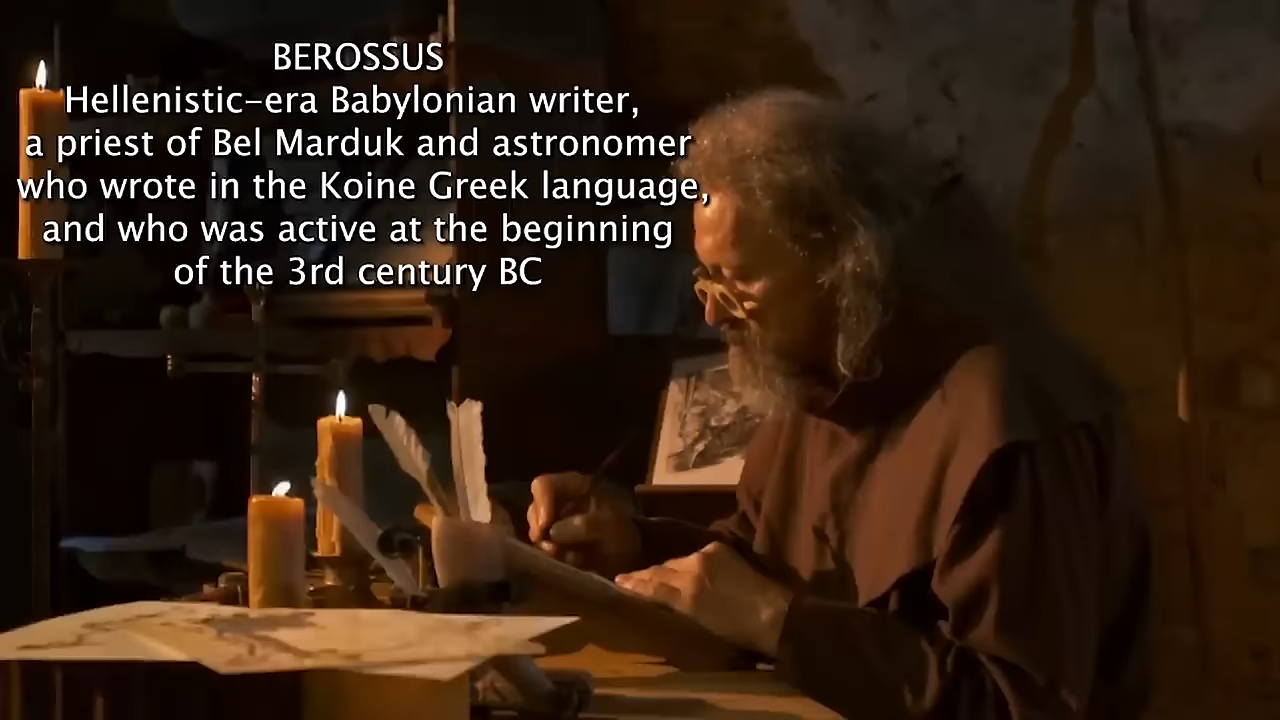 BEROSSUS
Hellenistic-era Babylonian writer,
a priest of Bel Marduk and astronomer
who wrote in the Koine Greek language,
and who was active at the beginning
of the 3rd century BC